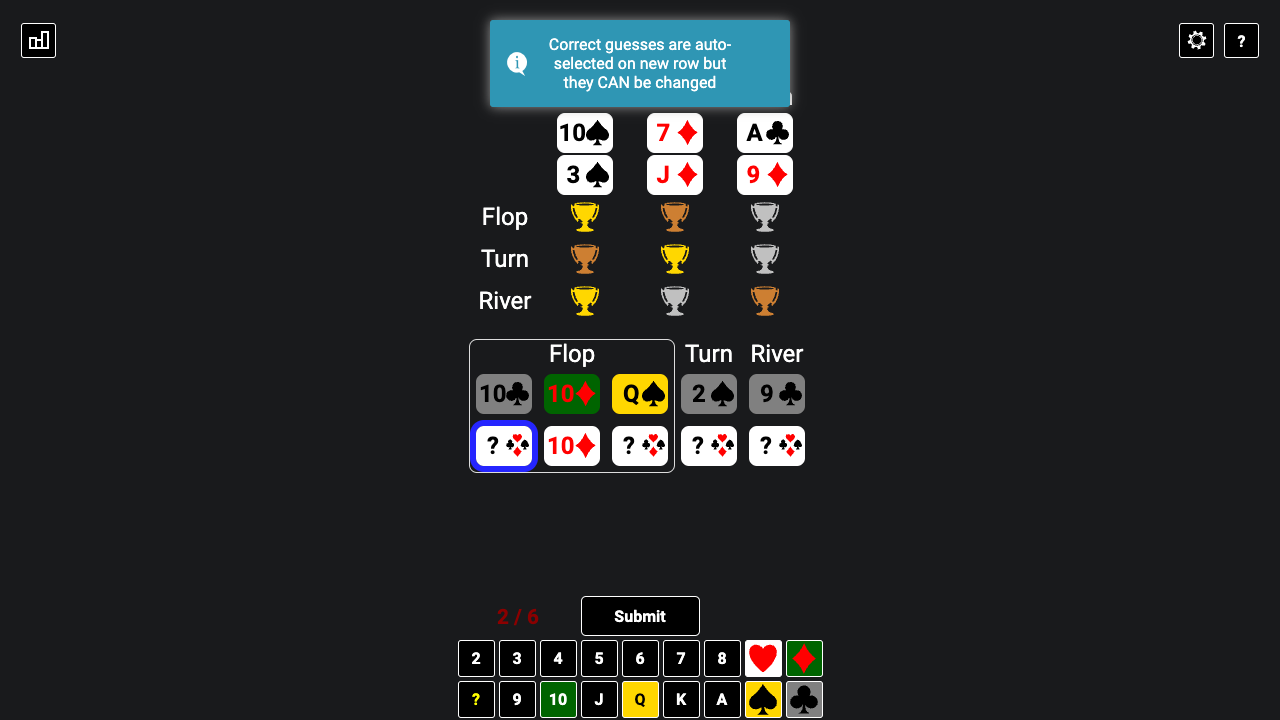 Correct guesses are auto-
selected on new row but
they CAN be changed
?
10 7 A
3 J 9
Flop
Turn
River
Flop Turn River
10 10 Q 2 9
? 10 ? ? ?
2 / 6 Submit
2 3 4 5 6 7 8
? 9 10 J Q K A